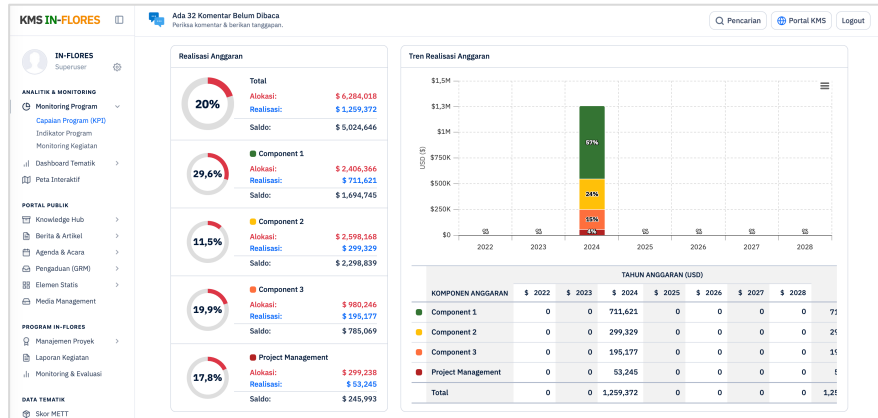 KMS IN-FLORES
Ada 32 Komentar Belum Dibaca
Periksa komentar & berikan tanggapan.
Pencarian
Portal KMS
Logout
IN-FLORES
Superuser
ANALITIK & MONITORING
Monitoring Program
Capaian Program (KPI)
Indikator Program
Monitoring Kegiatan
Dashboard Tematik
Peta Interaktif
PORTAL PUBLIK
Knowledge Hub
Berita & Artikel
Agenda & Acara
Pengaduan (GRM)
Elemen Statis
Media Management
PROGRAM IN-FLORES
Manajemen Proyek
Laporan Kegiatan
Monitoring & Evaluasi
DATA TEMATIK
Skor METT
Realisasi Anggaran
20%
Total
Alokasi: $ 6,284,018
Realisasi: $ 1,259,372
Saldo: $ 5,024,646
29,6%
Component 1
Alokasi: $ 2,406,366
Realisasi: $ 711,621
Saldo: $ 1,694,745
11,5%
Component 2
Alokasi: $ 2,598,168
Realisasi: $ 299,329
Saldo: $ 2,298,839
19,9%
Component 3
Alokasi: $ 980,246
Realisasi: $ 195,177
Saldo: $ 785,069
17,8%
Project Management
Alokasi: $ 299,238
Realisasi: $ 53,245
Saldo: $ 245,993
Tren Realisasi Anggaran
USD ($)
$1,5M
$1,3M
$1M
$750K
$500K
$250K
$0
57%
24%
15%
4%
2022 2023 2024 2025 2026 2027 2028
TAHUN ANGGARAN (USD)
KOMPONEN ANGGARAN $ 2022 $ 2023 $ 2024 $ 2025 $ 2026 $ 2027 $ 2028
Component 1 0 0 711,621 0 0 0 0 71
Component 2 0 0 299,329 0 0 0 0 29
Component 3 0 0 195,177 0 0 0 0 19
Project Management 0 0 53,245 0 0 0 0
Total 0 0 1,259,372 0 0 0 0 1,25